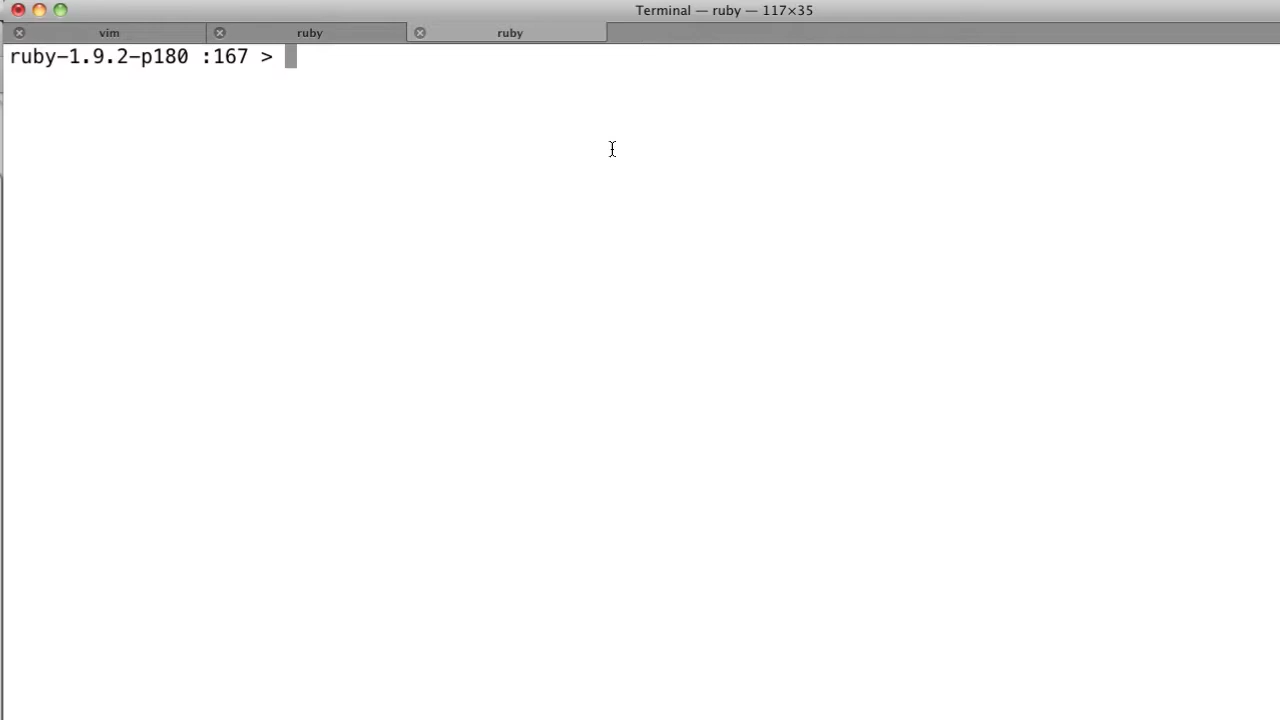 Terminal — ruby — 117×35
vim ruby ruby
ruby-1.9.2-p180 :167 >